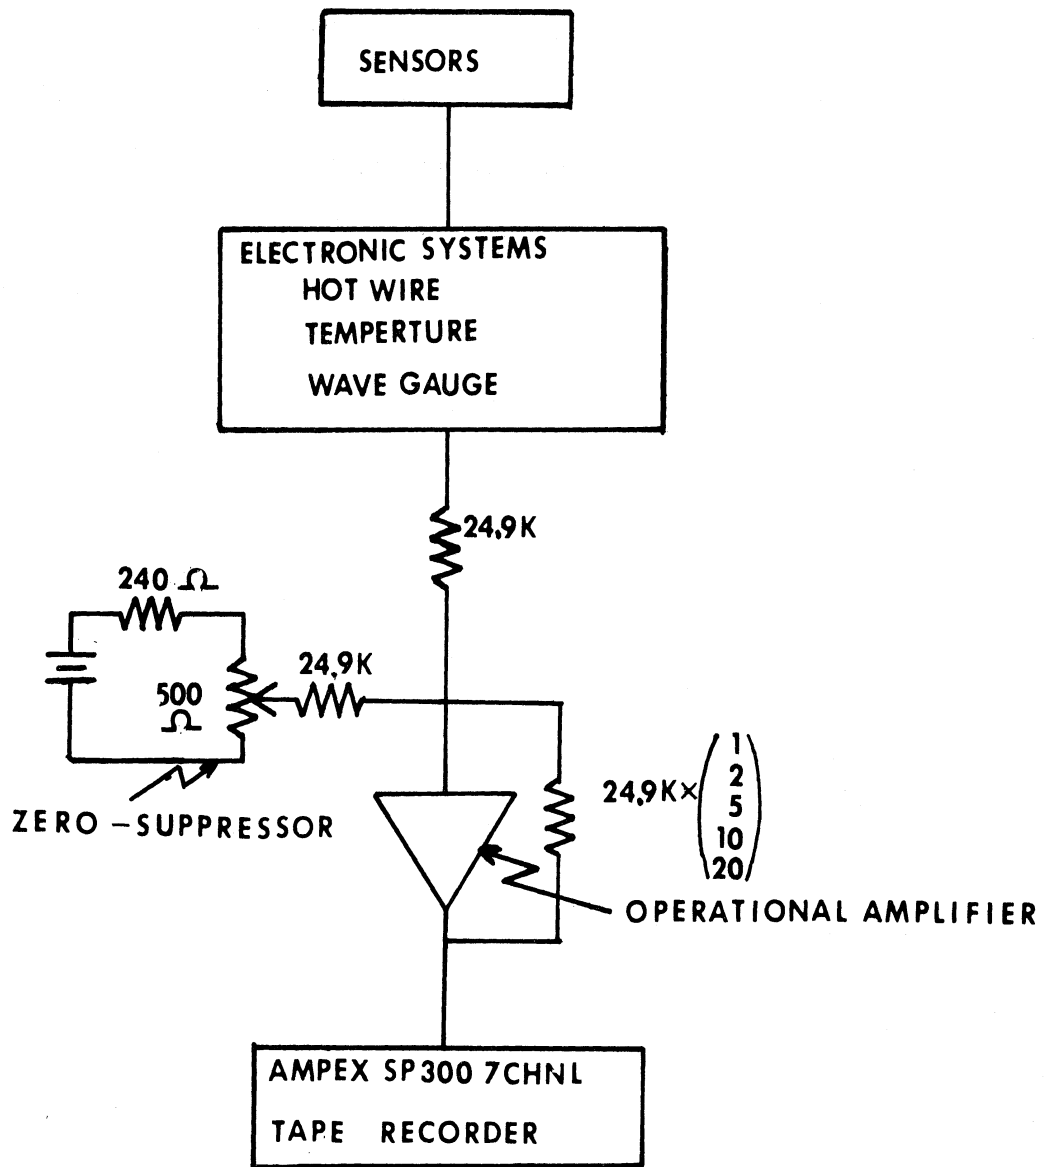 SENSORS
ELECTRONIC SYSTEMS
HOT WIRE
TEMPERTURE
WAVE GAUGE
24.9K
240 Ω
24.9K
500
Ω
ZERO-SUPPRESSOR
24.9K×
1
2
5
10
20
OPERATIONAL AMPLIFIER
AMPEX SP300 7CHNL
TAPE RECORDER